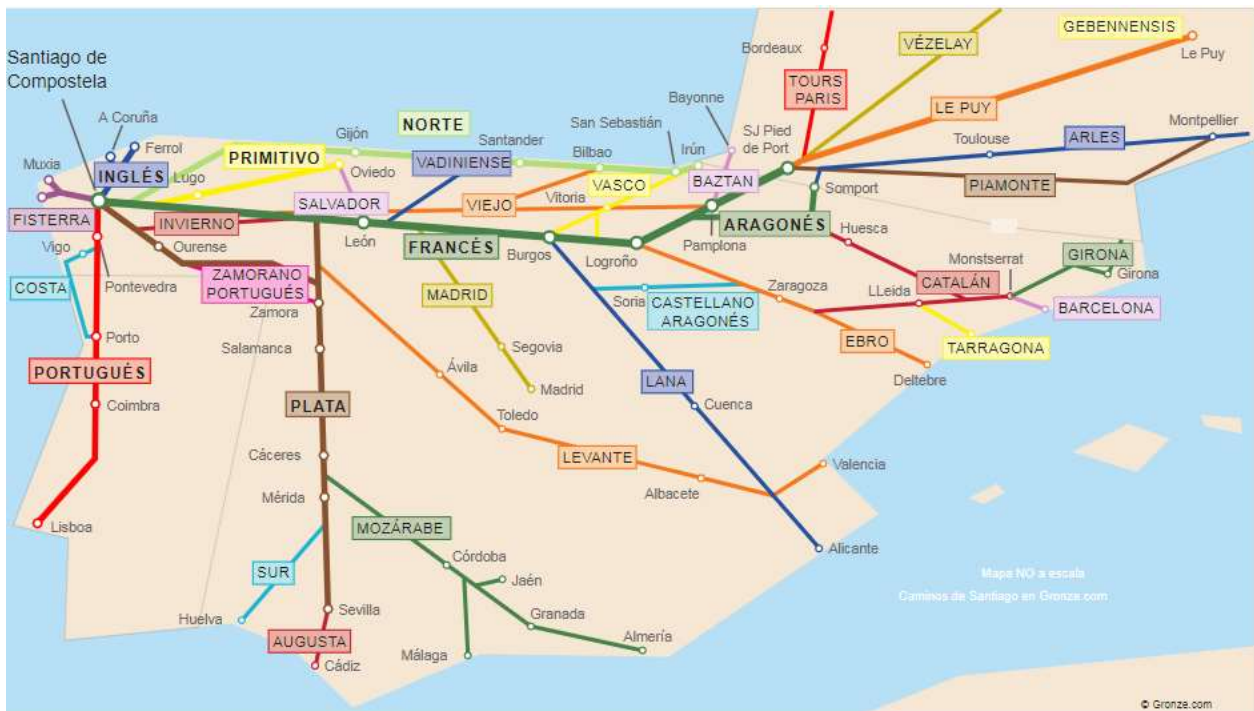 GEBENNENSIS
VÉZELAY
Le Puy
Bordeaux
Santiago de
Compostela
TOURS
PARIS
Bayonne
LE PUY
A Coruña
Ferrol
NORTE
Gijón
San Sebastián
SJ Pied
de Port
Montpellier
ARLES
Toulouse
Santander
Bilbao
Irún
PRIMITIVO
VADINIENSE
Muxia
INGLÉS
Lugo
Oviedo
VASCO
BAZTAN
Somport
PIAMONTE
SALVADOR
VIEJO
Vitoria
FISTERRA
INVIERNO
ARAGONÉS
León
FRANCÉS
Burgos
Logroño
Pamplona
Huesca
Vigo
Ourense
Montserrat
GIRONA
Girona
COSTA
Pontevedra
ZAMORANO
PORTUGUÉS
Zamora
MADRID
Soria
CASTELLANO
ARAGONÉS
Zaragoza
LLeida
CATALÁN
BARCELONA
Porto
Salamanca
Segovia
EBRO
TARRAGONA
PORTUGUÉS
Ávila
Madrid
LANA
Deltebre
Coimbra
PLATA
Toledo
Cuenca
Cáceres
LEVANTE
Valencia
Mérida
Albacete
Lisboa
MOZÁRABE
Alicante
Córdoba
SUR
Jaén
Mapa NO a escala
Caminos de Santiago en Gronze.com
Huelva
Sevilla
Granada
Almería
AUGUSTA
Málaga
Cádiz
© Gronze.com